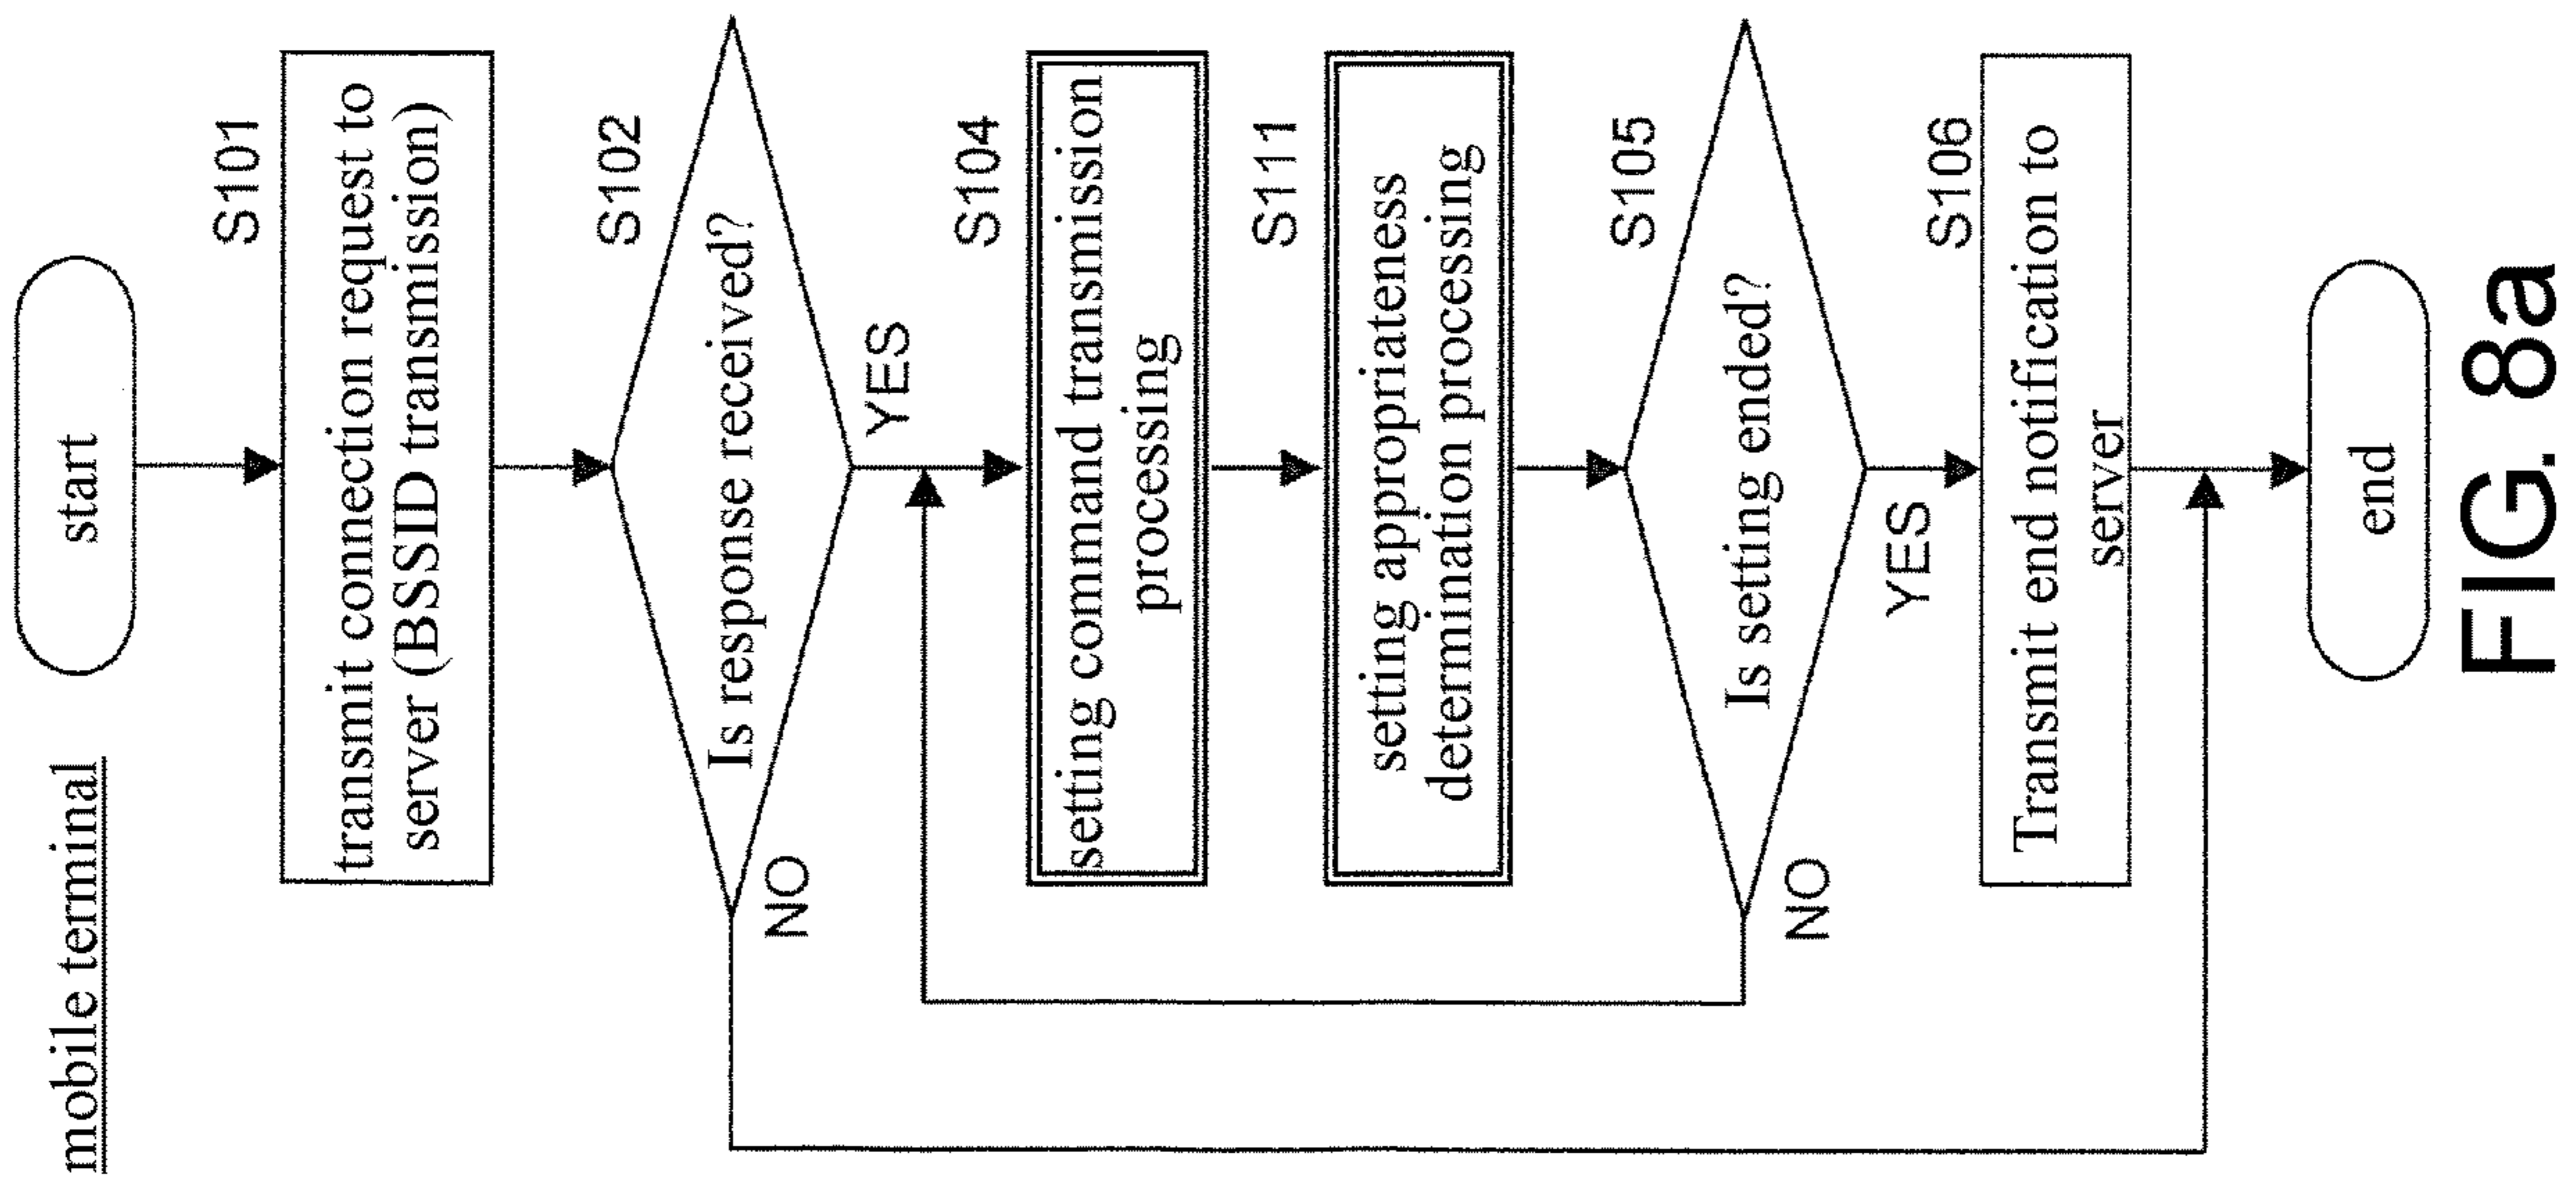 mobile terminal
start
S101
transmit connection request to
server (BSSID transmission)
S102
Is response received?
NO
YES
S104
setting command transmission
processing
S111
setting appropriateness
determination processing
S105
Is setting ended?
NO
YES
S106
Transmit end notification to
server
end
FIG. 8a